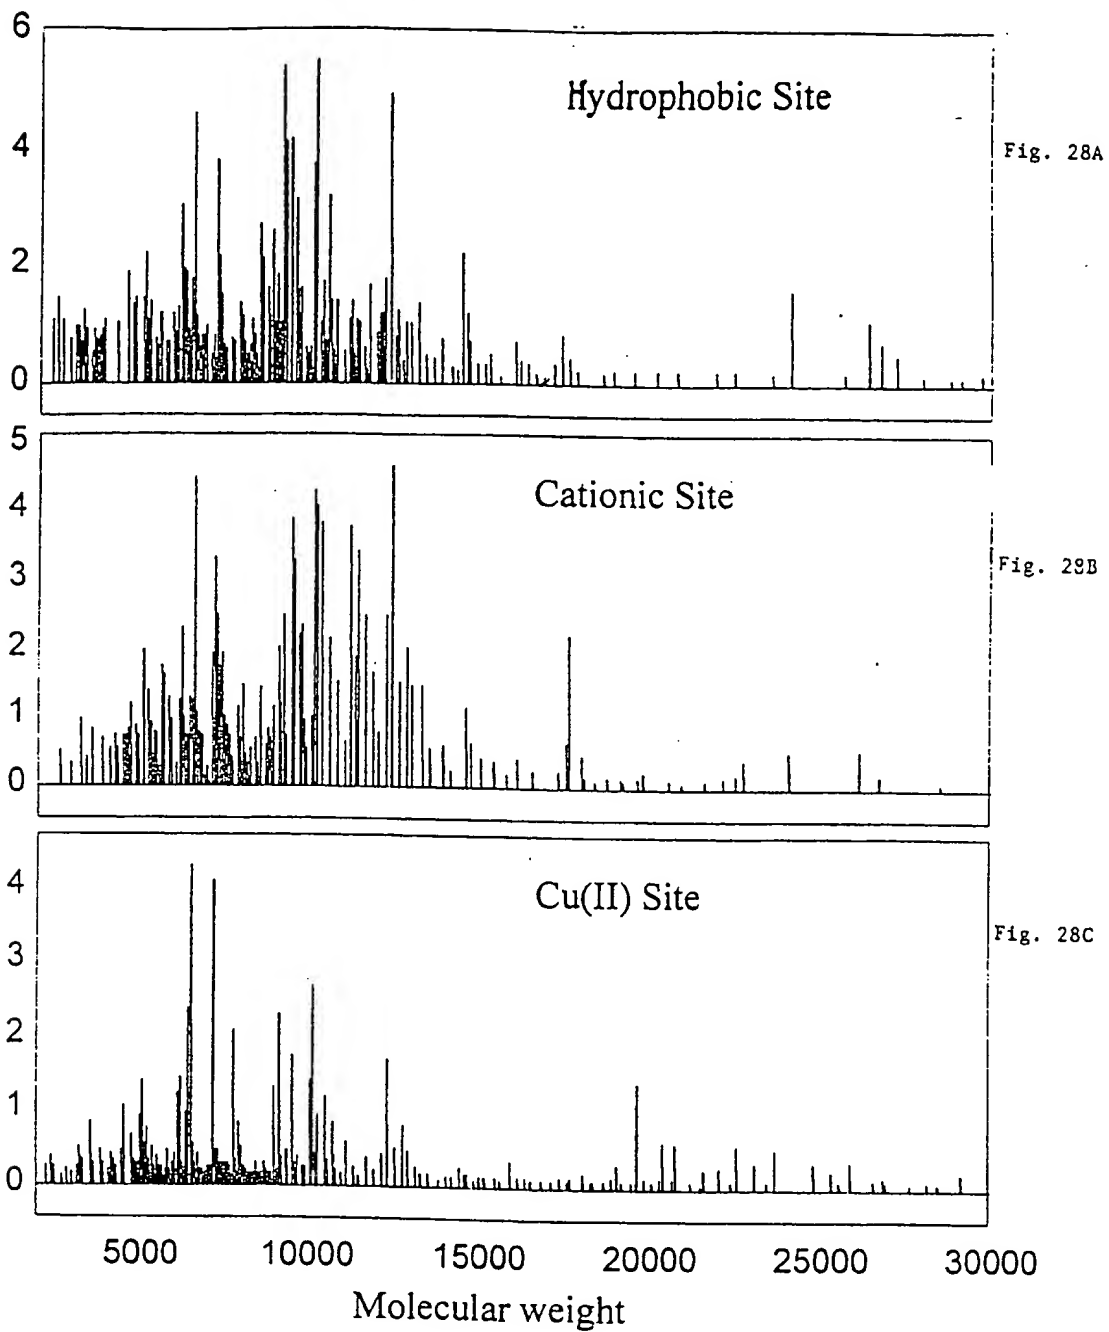 6
Hydrophobic Site
4
Fig. 28A
2
0
5
Cationic Site
4
3
Fig. 28B
2
1
0
4
Cu(II) Site
3
Fig. 28C
2
1
0
5000 10000 15000 20000 25000 30000
Molecular weight